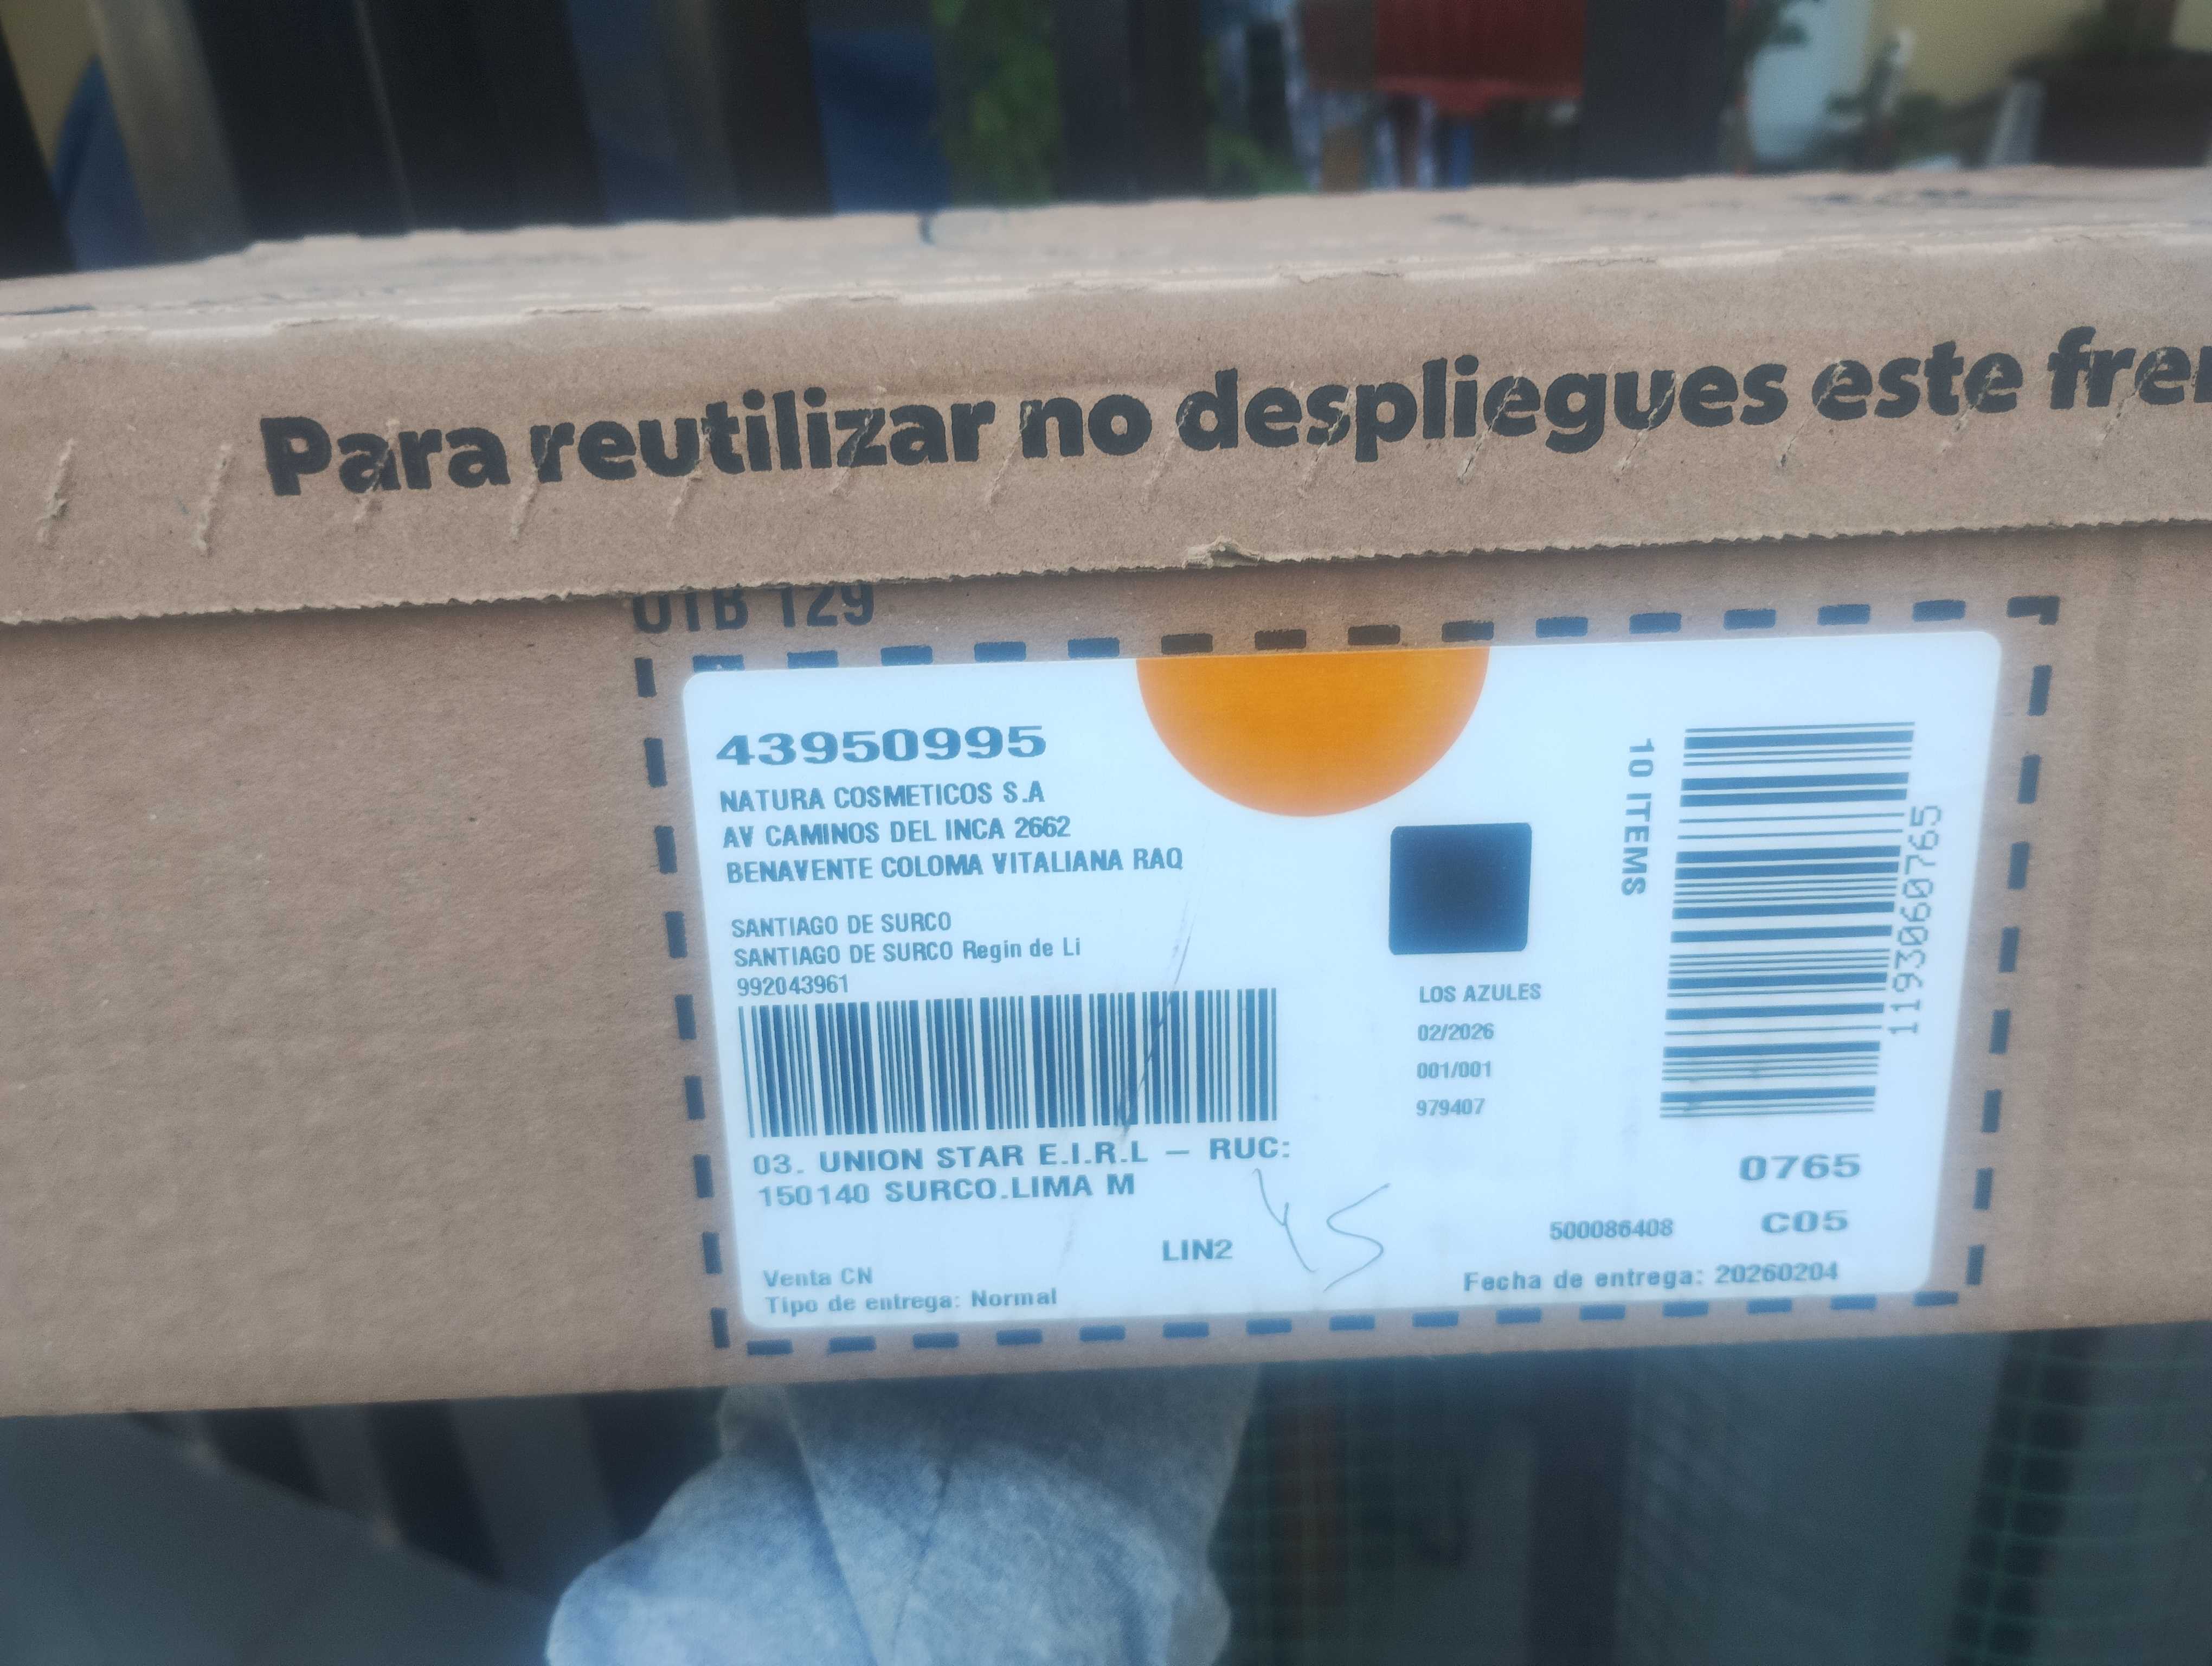 Para reutilizar no despliegues este fre
UTB 129
43950995
NATURA COSMETICOS S.A
AV CAMINOS DEL INCA 2662
BENAVENTE COLOMA VITALIANA RAQ
SANTIAGO DE SURCO
SANTIAGO DE SURCO Regin de Li
992043961
10 ITEMS
1193060765
LOS AZULES
02/2026
001/001
979407
03. UNION STAR E.I.R.L – RUC:
150140 SURCO.LIMA M
0765
LIN2
45
500086408
C05
Venta CN
Tipo de entrega: Normal
Fecha de entrega: 20260204